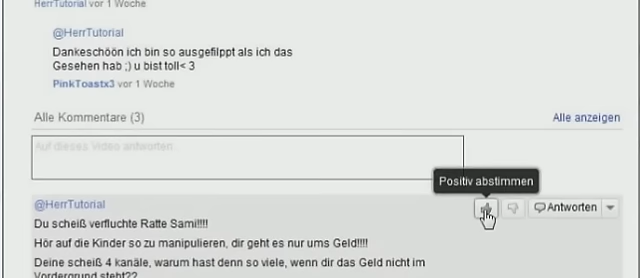 HerrTutorial vor 1 Woche
@HerrTutorial
Dankeschöön ich bin so ausgefilppt als ich das
Gesehen hab ;) u bist toll< 3
PinkToastx3 vor 1 Woche
Alle Kommentare (3) Alle anzeigen
Auf dieses Video antworten
Positiv abstimmen
@HerrTutorial Antworten
Du scheiß verfluchte Ratte Sami!!!!
Hör auf die Kinder so zu manipulieren, dir geht es nur ums Geld!!!!
Deine scheiß 4 kanäle, warum hast denn so viele, wenn dir das Geld nicht im
Vordergrund steht??